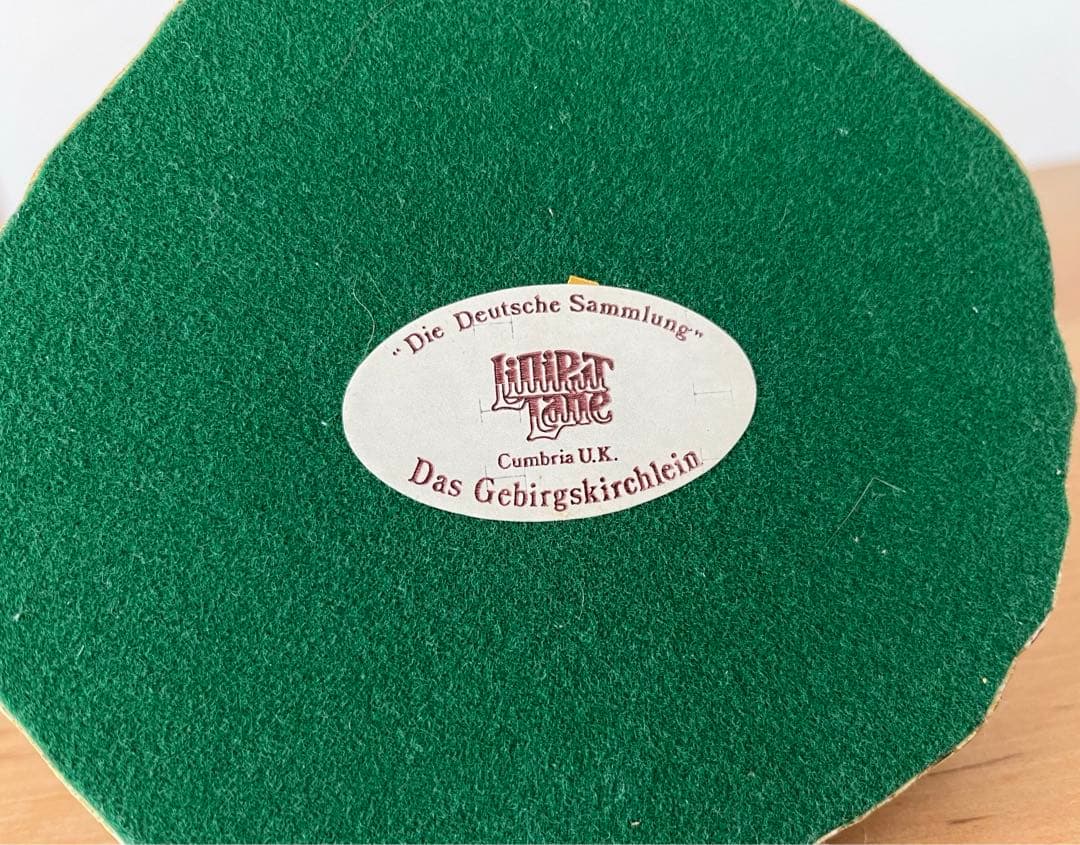 "Die Deutsche Sammlung"
Lilliput
Lane
Cumbria U.K.
Das Gebirgskirchlein